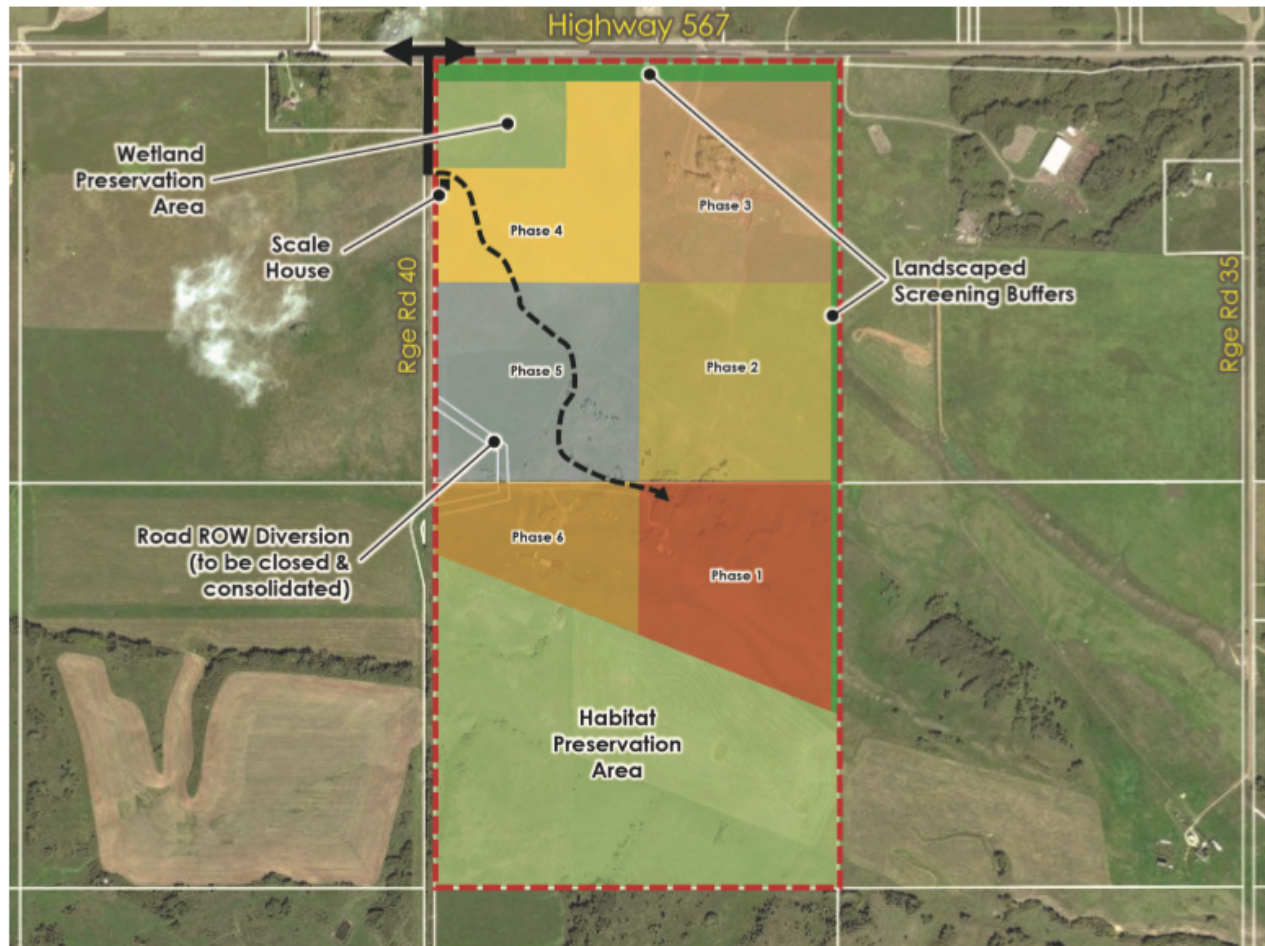 Highway 567
Wetland
Preservation
Area
Scale
House
Rge Rd 40
Phase 4
Phase 3
Landscaped
Screening Buffers
Rge Rd 35
Phase 5
Phase 2
Road ROW Diversion
(to be closed &
consolidated)
Phase 6
Phase 1
Habitat
Preservation
Area